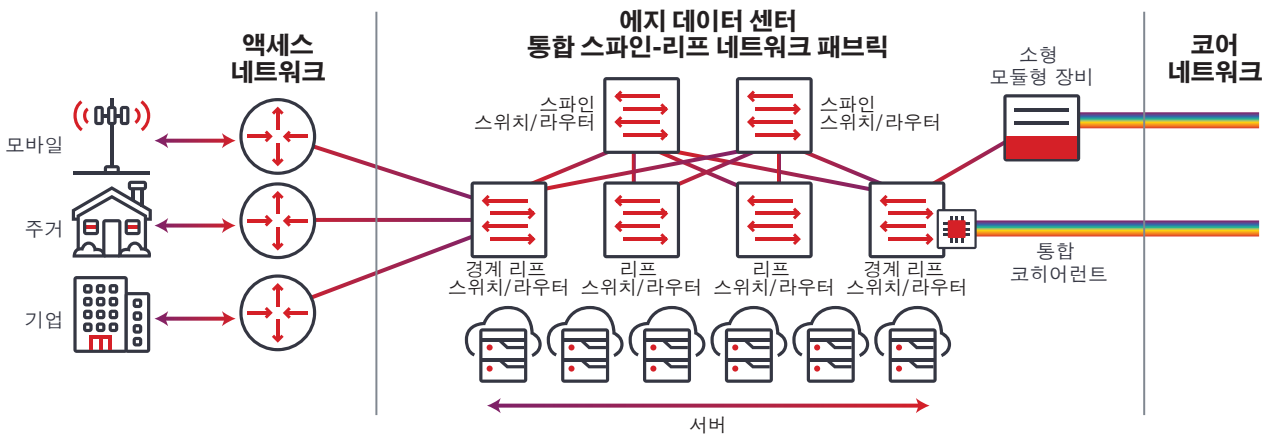 액세스
네트워크
에지 데이터 센터
통합 스파인-리프 네트워크 패브릭
코어
네트워크
모바일
주거
기업
스파인
스위치/라우터
스파인
스위치/라우터
소형
모듈형 장비
경계 리프
스위치/라우터
리프
스위치/라우터
리프
스위치/라우터
경계 리프
스위치/라우터
통합
코히어런트
서버